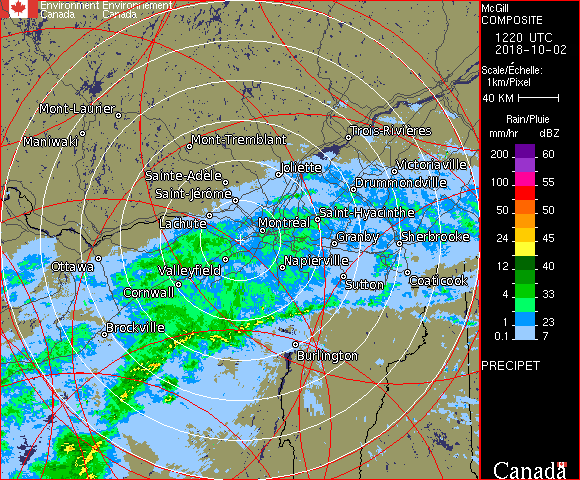 Environment Environnement
Canada Canada
McGill
COMPOSITE
1220 UTC
2018-10-02
Scale/Échelle:
1km/Pixel
40 KM
Rain/Pluie
mm/hr dBZ
200 60
100 55
50 50
24 45
12 40
4 33
1 23
0.1 7
PRECIPET
Canada
Mont-Laurier
Maniwaki
Mont-Tremblant
Trois-Rivières
Sainte-Adèle
Joliette
Victoriaville
Saint-Jérôme
Drummondville
Lachute
Montréal
Saint-Hyacinthe
Granby
Sherbrooke
Ottawa
Valleyfield
Napierville
Cornwall
Sutton
Coaticook
Brockville
Burlington